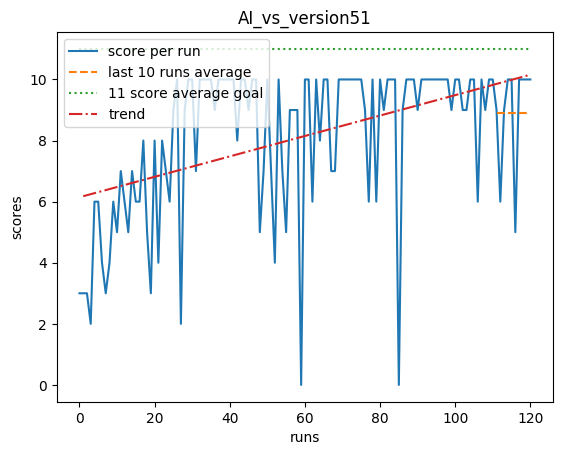 AI_vs_version51
score per run
last 10 runs average
11 score average goal
trend
scores
10
8
6
4
2
0
0
20
40
60
80
100
120
runs